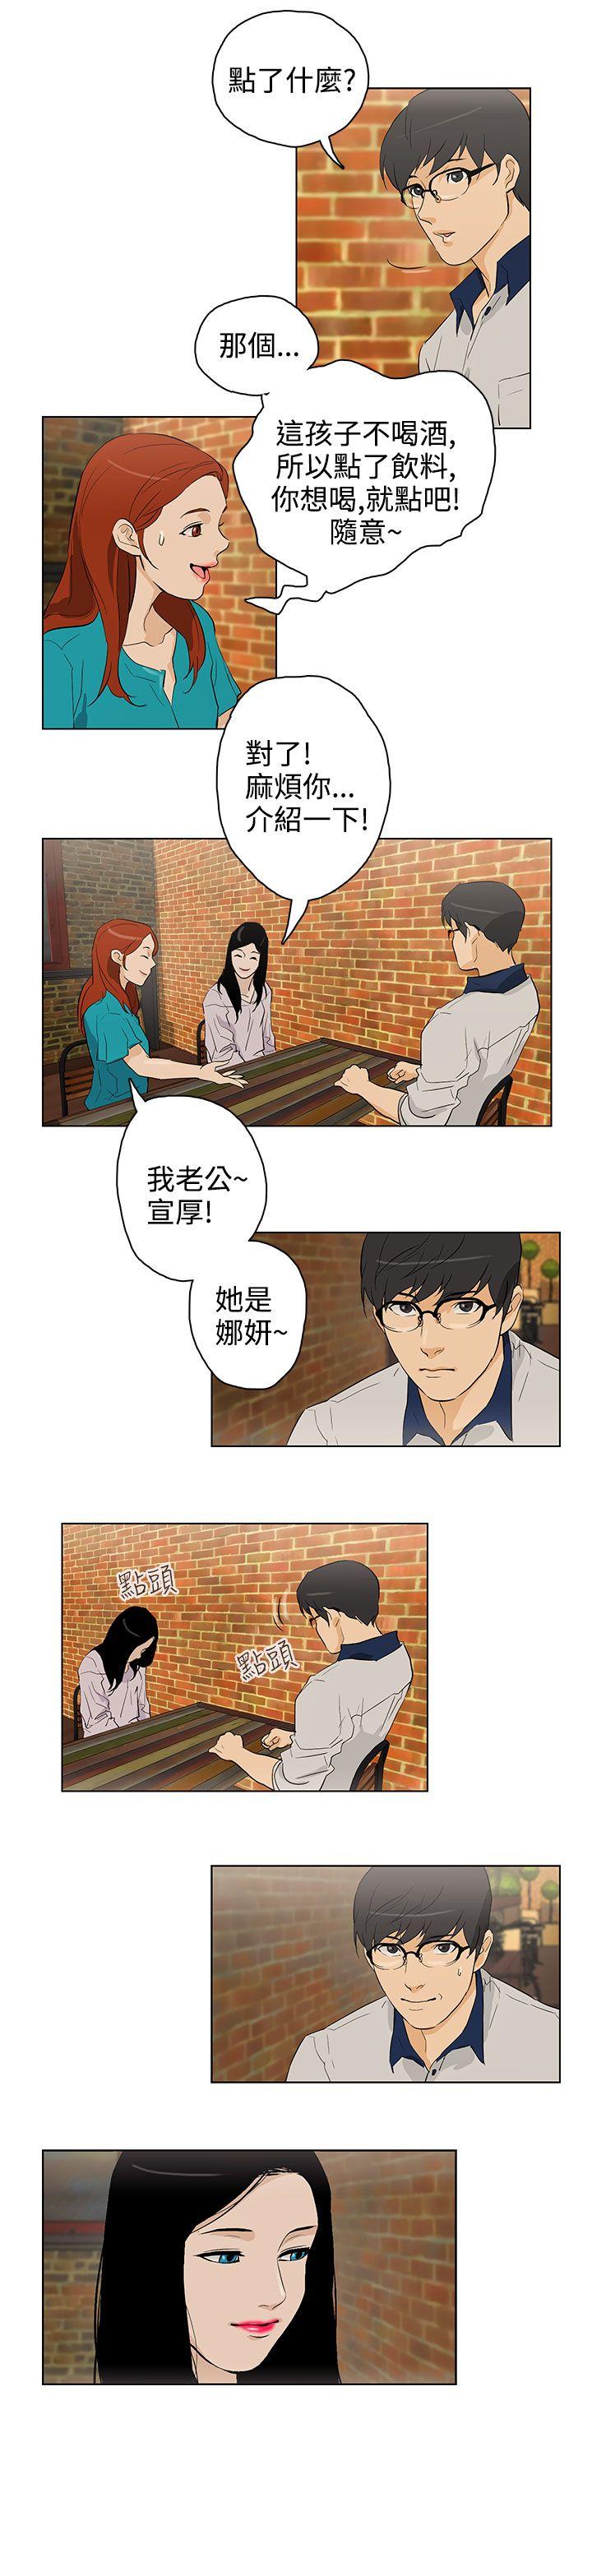 點了什麼?
那個...
這孩子不喝酒,
所以點了飲料,
你想喝,就點吧!
隨意~
對了!
麻煩你...
介紹一下!
我老公~
宣厚!
她是
娜妍~
點頭
點頭